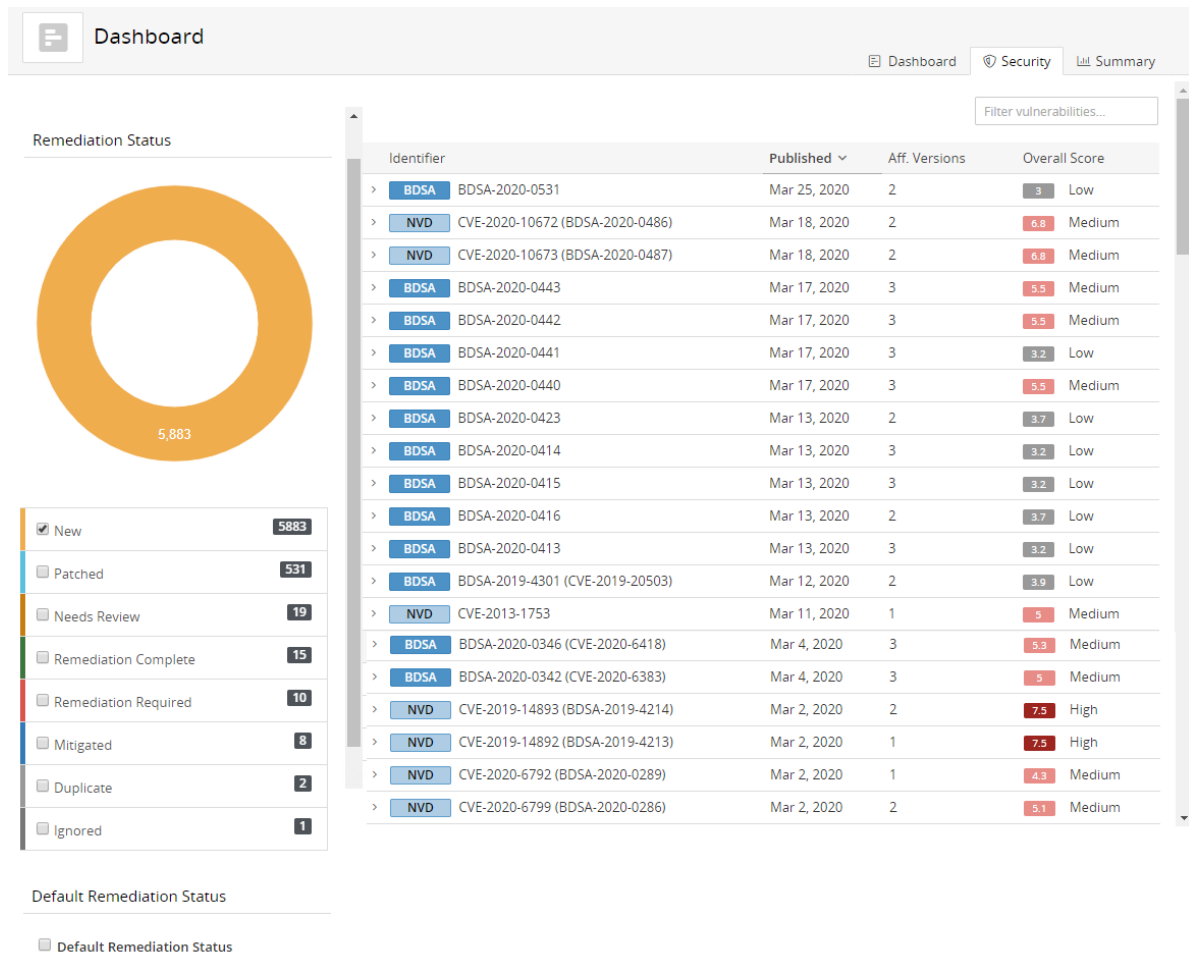 Dashboard
Dashboard Security Summary
Filter vulnerabilities...
Remediation Status
5,883
New 5883
Patched 531
Needs Review 19
Remediation Complete 15
Remediation Required 10
Mitigated 8
Duplicate 2
Ignored 1
Default Remediation Status
Default Remediation Status
Identifier Published Aff. Versions Overall Score
BDSA BDSA-2020-0531 Mar 25, 2020 2 3 Low
NVD CVE-2020-10672 (BDSA-2020-0486) Mar 18, 2020 2 6.8 Medium
NVD CVE-2020-10673 (BDSA-2020-0487) Mar 18, 2020 2 6.8 Medium
BDSA BDSA-2020-0443 Mar 17, 2020 3 5.5 Medium
BDSA BDSA-2020-0442 Mar 17, 2020 3 5.5 Medium
BDSA BDSA-2020-0441 Mar 17, 2020 3 3.2 Low
BDSA BDSA-2020-0440 Mar 17, 2020 3 5.5 Medium
BDSA BDSA-2020-0423 Mar 13, 2020 2 3.7 Low
BDSA BDSA-2020-0414 Mar 13, 2020 3 3.2 Low
BDSA BDSA-2020-0415 Mar 13, 2020 3 3.2 Low
BDSA BDSA-2020-0416 Mar 13, 2020 2 3.7 Low
BDSA BDSA-2020-0413 Mar 13, 2020 3 3.2 Low
BDSA BDSA-2019-4301 (CVE-2019-20503) Mar 12, 2020 2 3.9 Low
NVD CVE-2013-1753 Mar 11, 2020 1 5 Medium
BDSA BDSA-2020-0346 (CVE-2020-6418) Mar 4, 2020 3 5.3 Medium
BDSA BDSA-2020-0342 (CVE-2020-6383) Mar 4, 2020 3 5 Medium
NVD CVE-2019-14893 (BDSA-2019-4214) Mar 2, 2020 2 7.5 High
NVD CVE-2019-14892 (BDSA-2019-4213) Mar 2, 2020 1 7.5 High
NVD CVE-2020-6792 (BDSA-2020-0289) Mar 2, 2020 1 4.3 Medium
NVD CVE-2020-6799 (BDSA-2020-0286) Mar 2, 2020 2 5.1 Medium